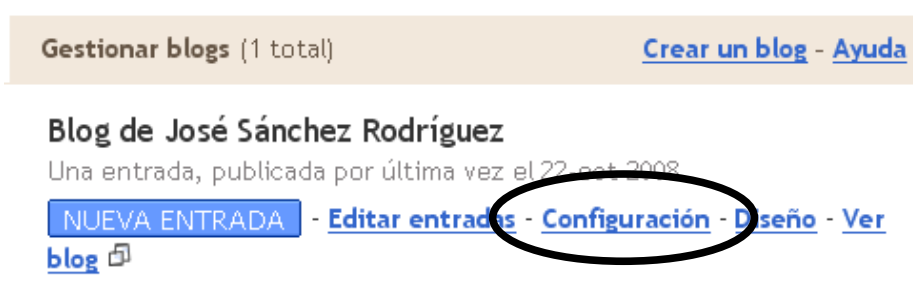 Gestionar blogs (1 total) Crear un blog - Ayuda
Blog de José Sánchez Rodríguez
Una entrada, publicada por última vez el 22-oct 2008
NUEVA ENTRADA - Editar entradas - Configuración - Diseño - Ver
blog